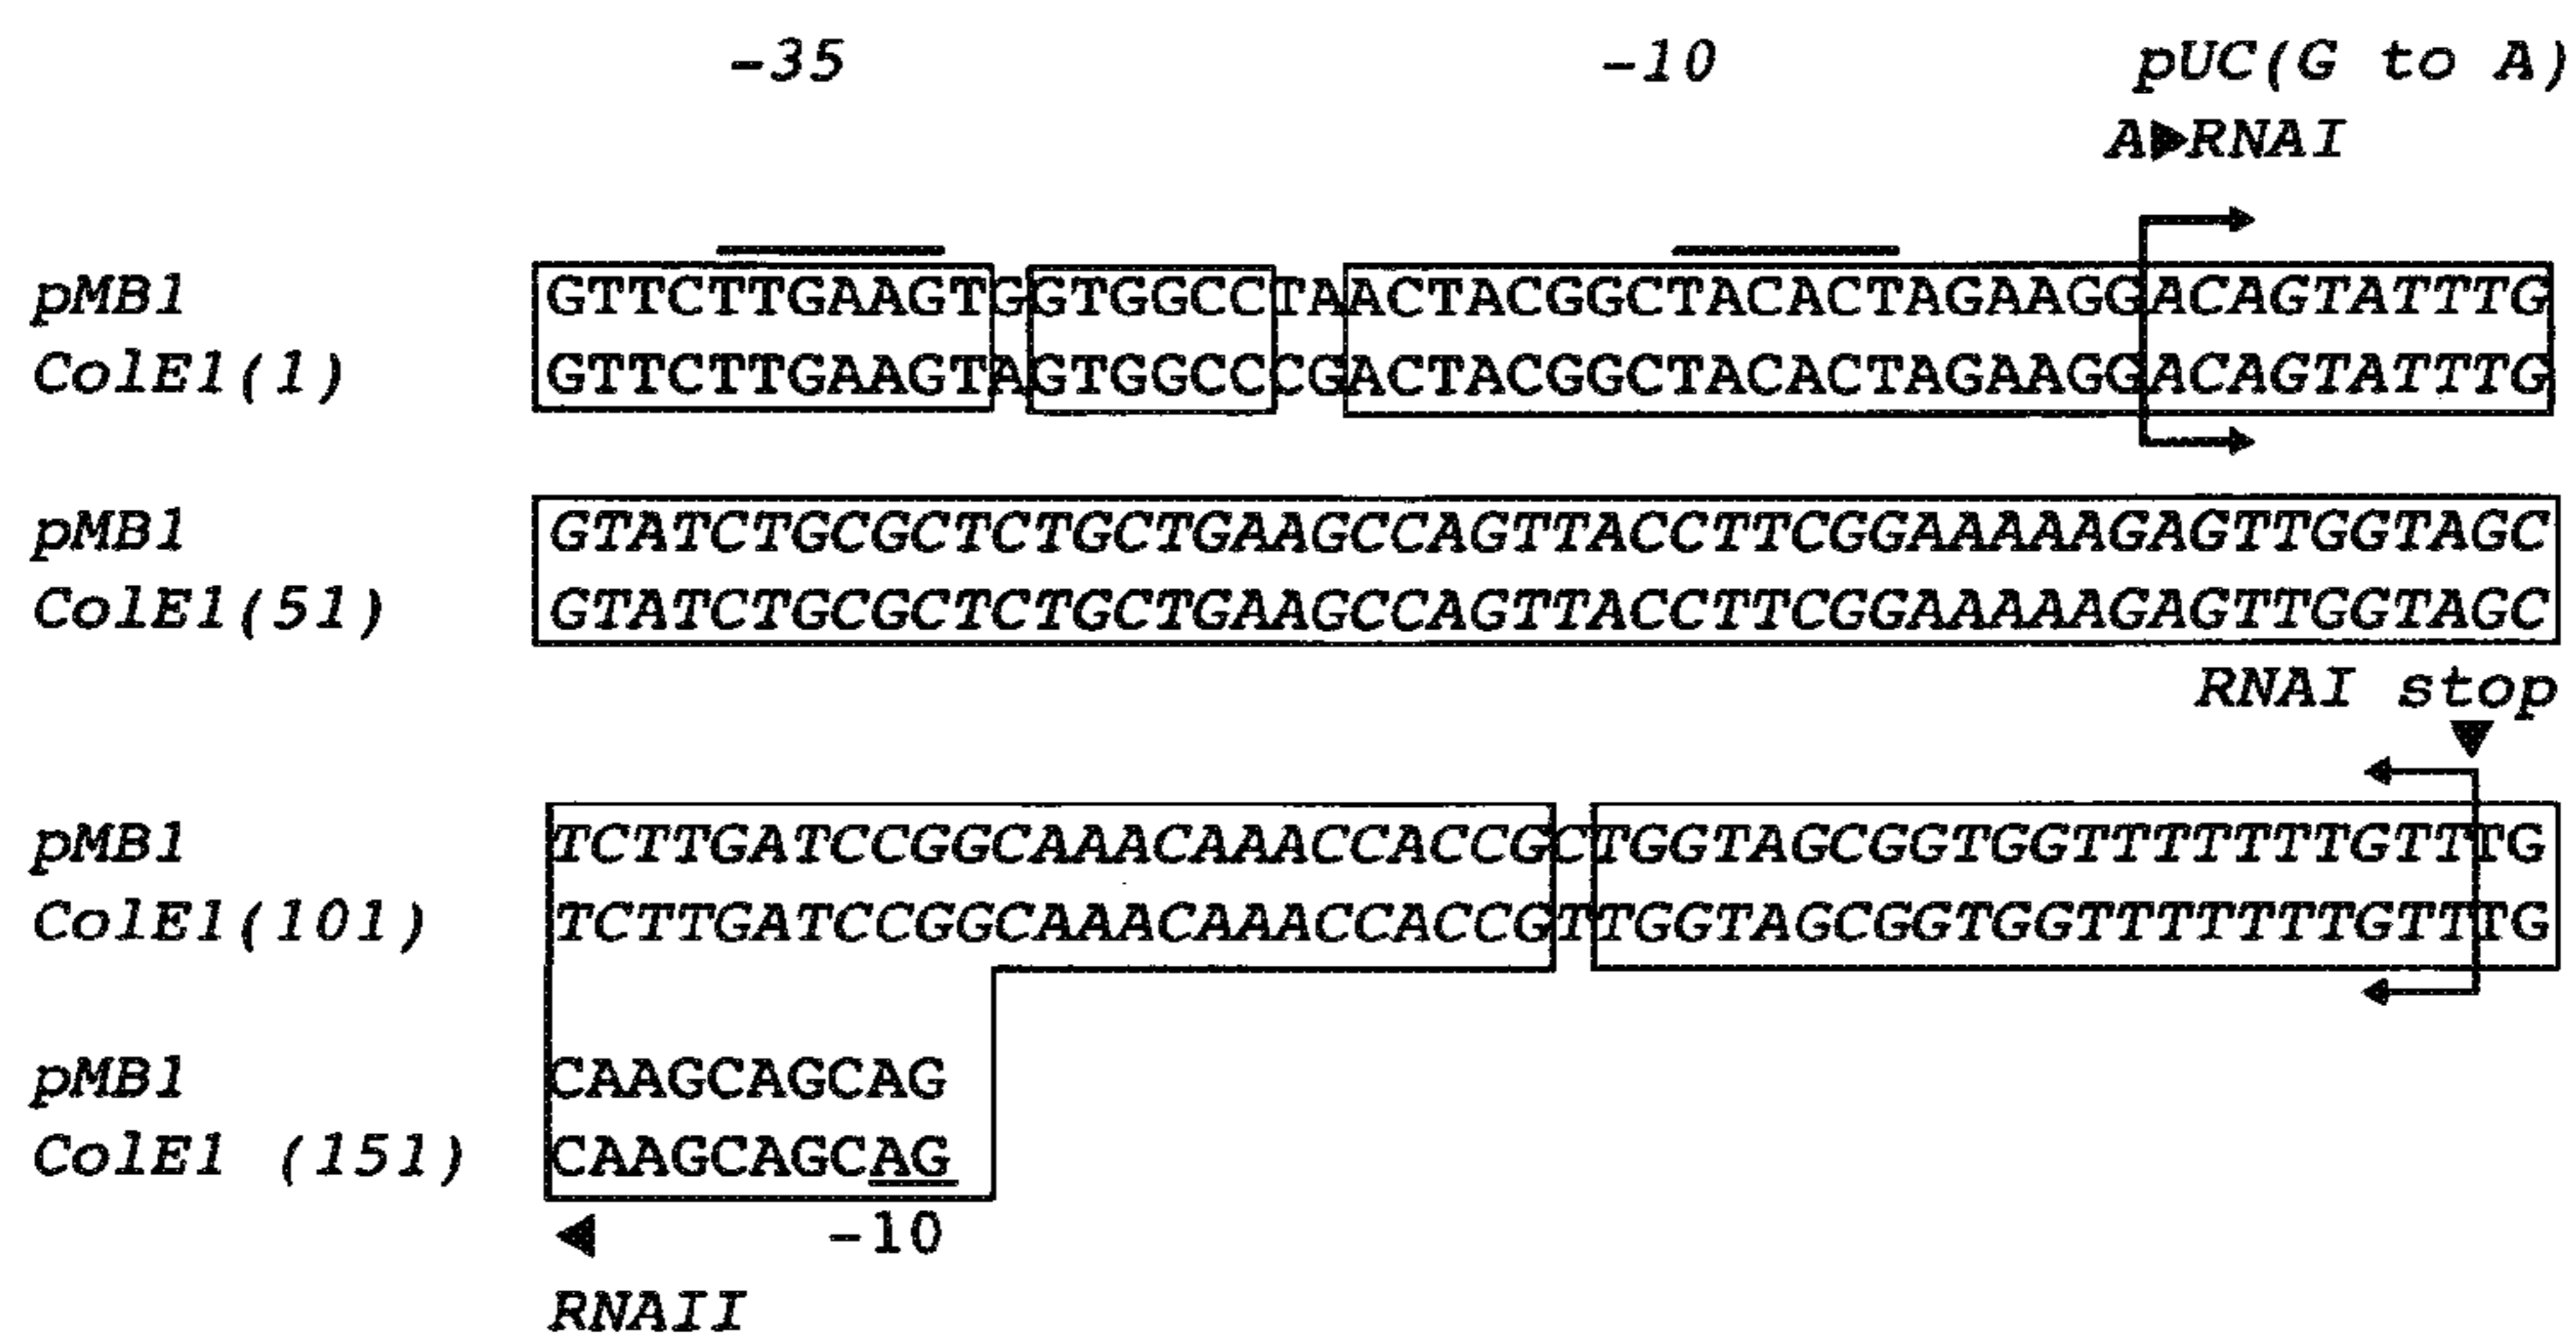 -35 -10 pUC(G to A)
A▶RNAI
pMB1 GTTCTTGAAGTGGTGGCCTAACTACGGCTACACTAGAAGGACAGTATTTG
ColE1(1) GTTCTTGAAGTAGTGGCCCGACTACGGCTACACTAGAAGGACAGTATTTG
pMB1 GTATCTGCGCTCTGCTGAAGCCAGTTACCTTCGGAAAAAGAGTTGGTAGC
ColE1(51) GTATCTGCGCTCTGCTGAAGCCAGTTACCTTCGGAAAAAGAGTTGGTAGC
RNAI stop
pMB1 TCTTGATCCGGCAAACAAACCACCGCTGGTAGCGGTGGTTTTTTTGTTTG
ColE1(101) TCTTGATCCGGCAAACAAACCACCGTTGGTAGCGGTGGTTTTTTTGTTTG
pMB1 CAAGCAGCAG
ColE1 (151) CAAGCAGCAG
-10
RNAII